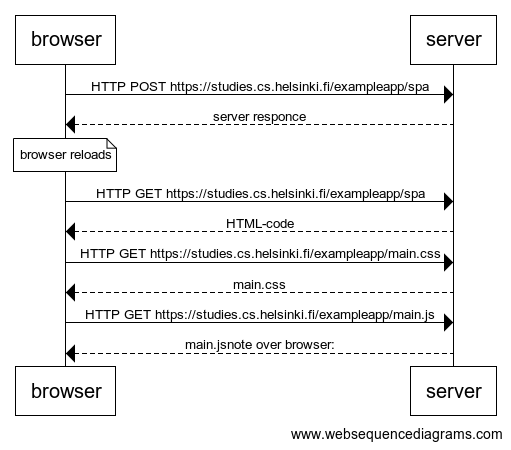 browser server
HTTP POST https://studies.cs.helsinki.fi/exampleapp/spa
server responce
browser reloads
HTTP GET https://studies.cs.helsinki.fi/exampleapp/spa
HTML-code
HTTP GET https://studies.cs.helsinki.fi/exampleapp/main.css
main.css
HTTP GET https://studies.cs.helsinki.fi/exampleapp/main.js
main.jsnote over browser:
browser server
www.websequencediagrams.com